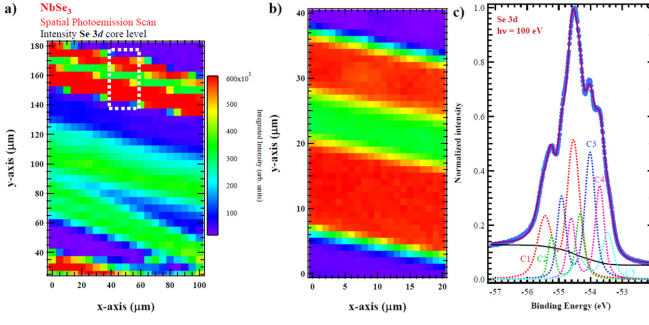 a)
NbSe3
Spatial Photoemission Scan
Intensity Se 3d core level
y-axis (μm)
180
160
140
120
100
80
60
40
0 20 40 60 80 100
x-axis (μm)
600x10³
500
400
300
200
100
Integrated Intensity (arb. units)
b)
y-axis (μm)
40
30
20
10
0
0 5 10 15 20
x-axis (μm)
c)
Se 3d
hν = 100 eV
Normalized intensity
1.0
0.8
0.6
0.4
0.2
0.0
C1
C2
C3
C4
C5
-57 -56 -55 -54 -53
Binding Energy (eV)